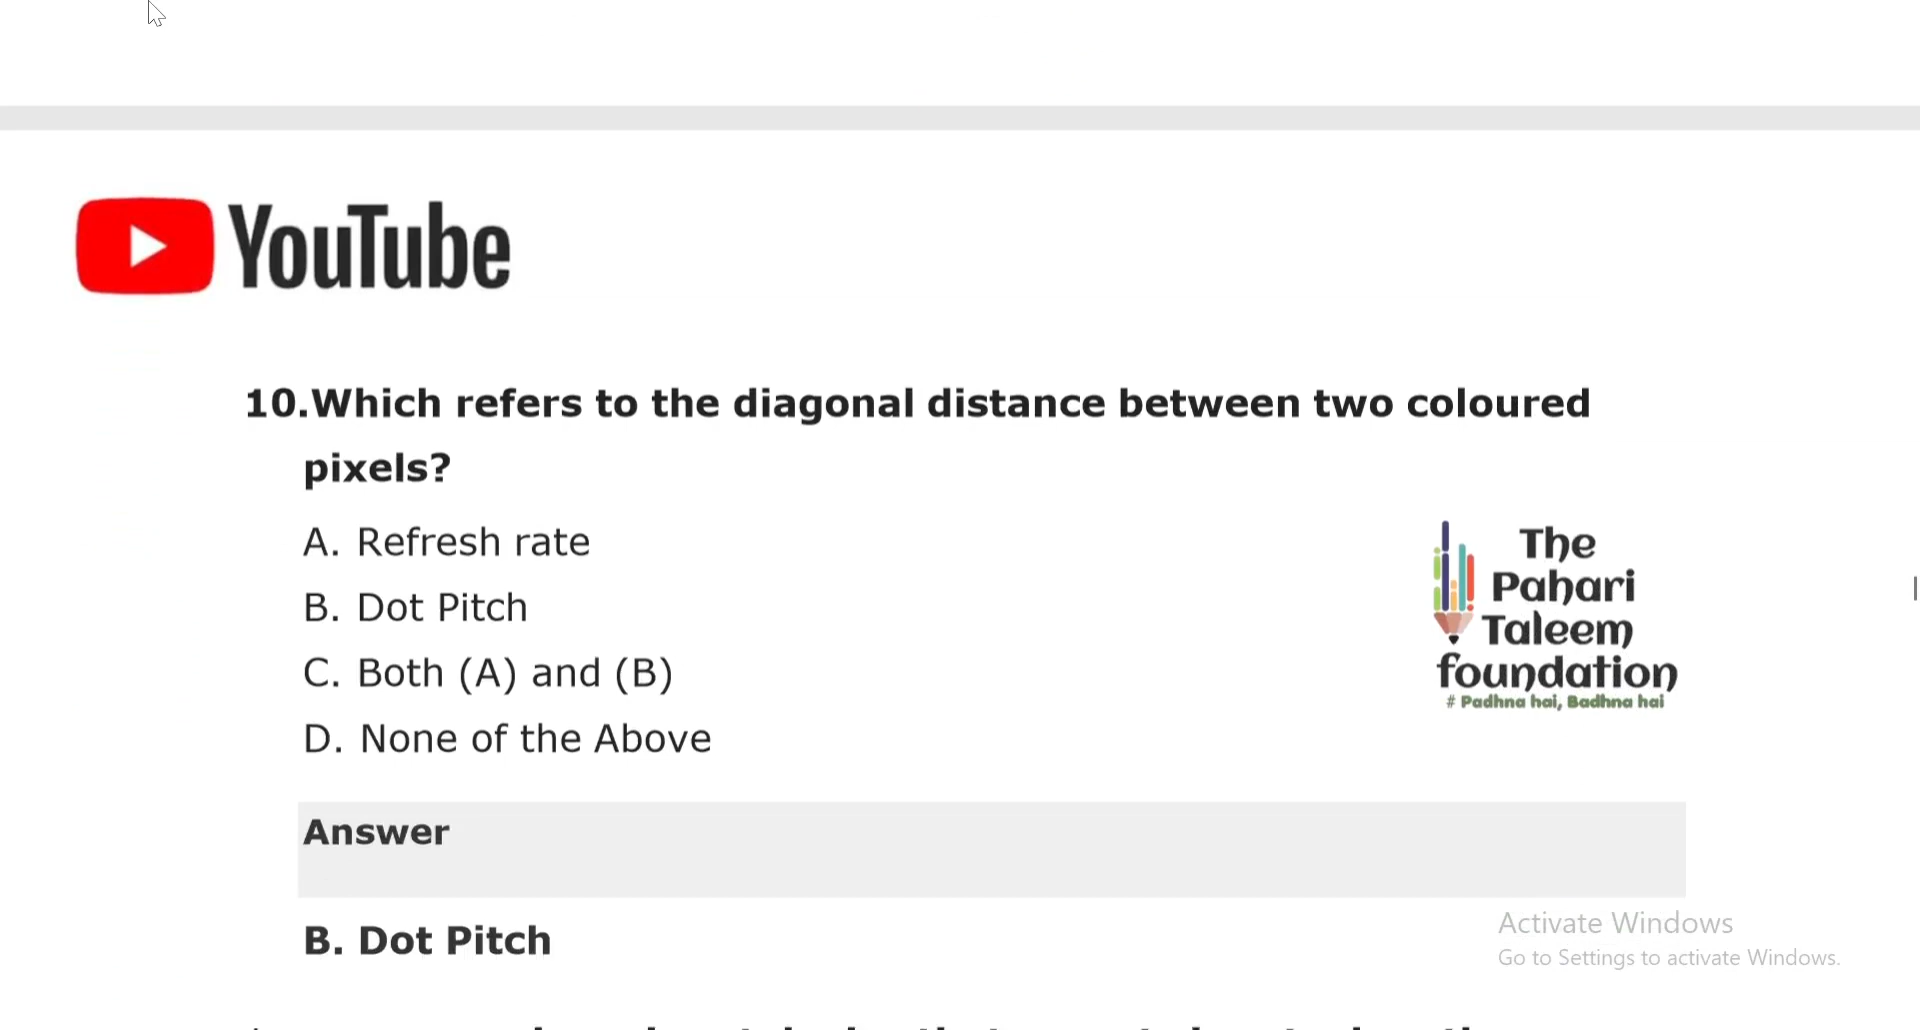 YouTube
10.Which refers to the diagonal distance between two coloured
pixels?
A. Refresh rate
B. Dot Pitch
C. Both (A) and (B)
D. None of the Above
The
Pahari
Taleem
foundation
# Padhna hai, Badhna hai
Answer
B. Dot Pitch
Activate Windows
Go to Settings to activate Windows.